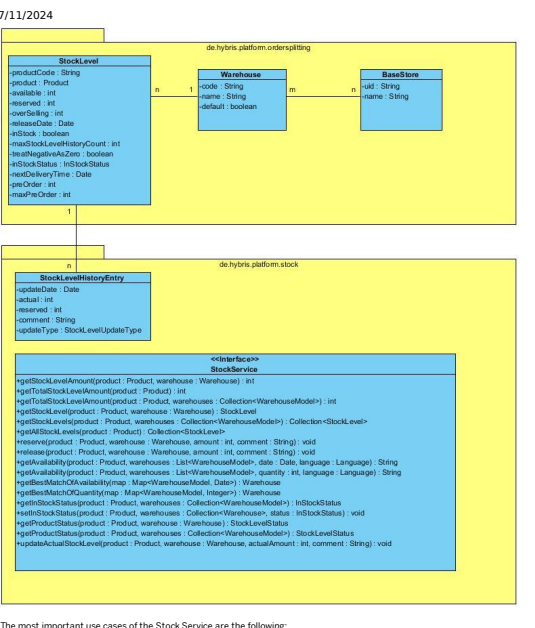 7/11/2024
de.hybris.platform.ordersplitting
StockLevel
-productCode : String
-product : Product
-available : int
-reserved : int
-overSelling : int
-releaseDate : Date
-inStock : boolean
-maxStockLevelHistoryCount : int
-treatNegativeAsZero : boolean
-inStockStatus : InStockStatus
-nextDeliveryTime : Date
-preOrder : int
-maxPreOrder : int
n 1
Warehouse
-code : String
-name : String
-default : boolean
m n
BaseStore
-uid : String
-name : String
1
n
de.hybris.platform.stock
StockLevelHistoryEntry
-updateDate : Date
-actual : int
-reserved : int
-comment : String
-updateType : StockLevelUpdateType
<<Interface>>
StockService
+getStockLevelAmount(product : Product, warehouse : Warehouse) : int
+getTotalStockLevelAmount(product : Product) : int
+getTotalStockLevelAmount(product : Product, warehouses : Collection<WarehouseModel>) : int
+getStockLevel(product : Product, warehouse : Warehouse) : StockLevel
+getStockLevels(product : Product, warehouses : Collection<WarehouseModel>) : Collection<StockLevel>
+getAllStockLevels(product : Product) : Collection<StockLevel>
+reserve(product : Product, warehouse : Warehouse, amount : int, comment : String) : void
+release(product : Product, warehouse : Warehouse, amount : int, comment : String) : void
+getAvailability(product : Product, warehouses : List<WarehouseModel>, date : Date, language : Language) : String
+getAvailability(product : Product, warehouses : List<WarehouseModel>, quantity : int, language : Language) : String
+getBestMatchOfAvailability(map : Map<WarehouseModel, Date>) : Warehouse
+getBestMatchOfQuantity(map : Map<WarehouseModel, Integer>) : Warehouse
+getInStockStatus(product : Product, warehouses : Collection<WarehouseModel>) : InStockStatus
+setInStockStatus(product : Product, warehouses : Collection<Warehouse>, status : InStockStatus) : void
+getProductStatus(product : Product, warehouse : Warehouse) : StockLevelStatus
+getProductStatus(product : Product, warehouses : Collection<WarehouseModel>) : StockLevelStatus
+updateActualStockLevel(product : Product, warehouse : Warehouse, actualAmount : int, comment : String) : void
The most important use cases of the Stock Service are the following: